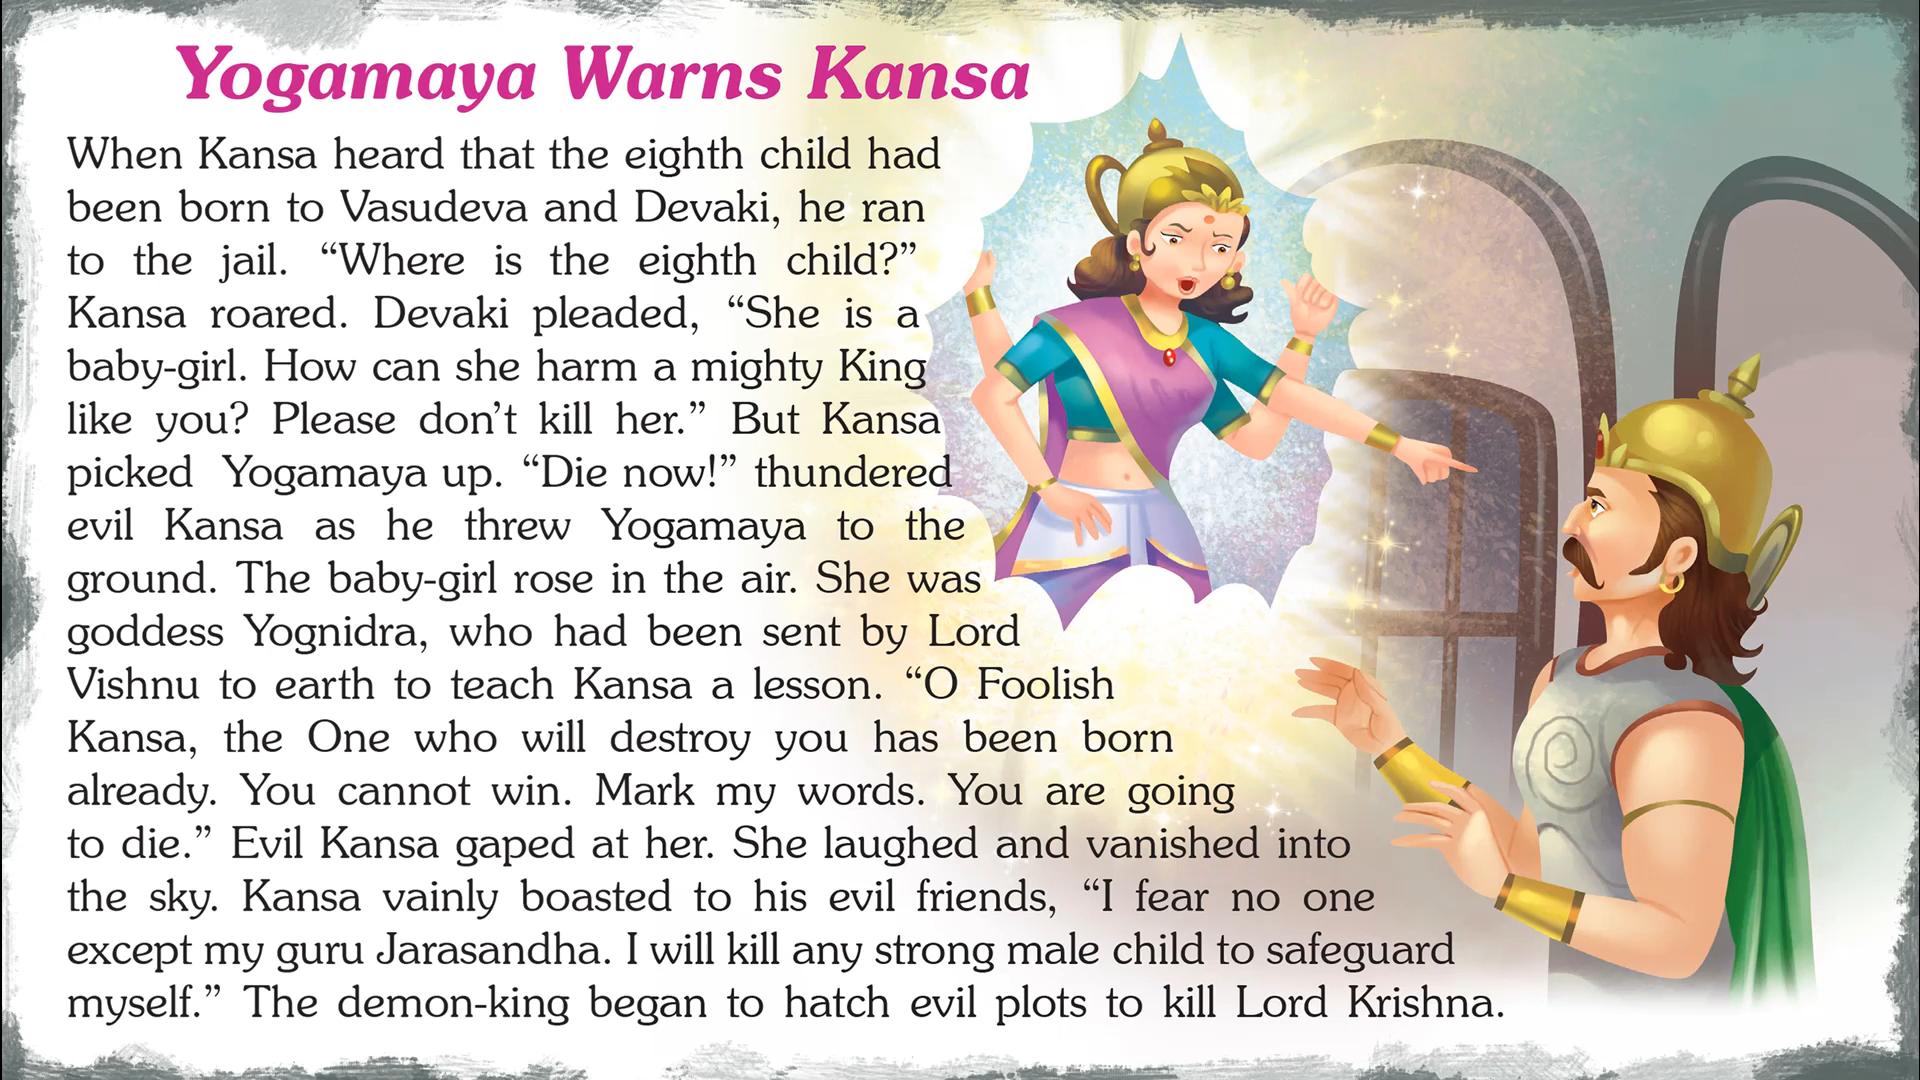 Yogamaya Warns Kansa
When Kansa heard that the eighth child had
been born to Vasudeva and Devaki, he ran
to the jail. “Where is the eighth child?”
Kansa roared. Devaki pleaded, “She is a
baby-girl. How can she harm a mighty King
like you? Please don’t kill her.” But Kansa
picked Yogamaya up. “Die now!” thundered
evil Kansa as he threw Yogamaya to the
ground. The baby-girl rose in the air. She was
goddess Yognidra, who had been sent by Lord
Vishnu to earth to teach Kansa a lesson. “O Foolish
Kansa, the One who will destroy you has been born
already. You cannot win. Mark my words. You are going
to die.” Evil Kansa gaped at her. She laughed and vanished into
the sky. Kansa vainly boasted to his evil friends, “I fear no one
except my guru Jarasandha. I will kill any strong male child to safeguard
myself.” The demon-king began to hatch evil plots to kill Lord Krishna.